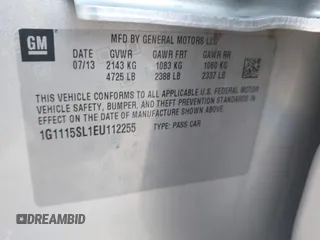 GM
MFD BY GENERAL MOTORS LLC
DATE GVWR GAWR FRT GAWR RR
07/13 2143 KG 1083 KG 1060 KG
4725 LB 2388 LB 2337 LB
THIS VEHICLE CONFORMS TO ALL APPLICABLE U.S. FEDERAL MOTOR
VEHICLE SAFETY, BUMPER, AND THEFT PREVENTION STANDARDS
IN EFFECT ON THE DATE OF MANUFACTURE SHOWN ABOVE.
1G1115SL1EU112255 TYPE: PASS CAR
DREAMBID